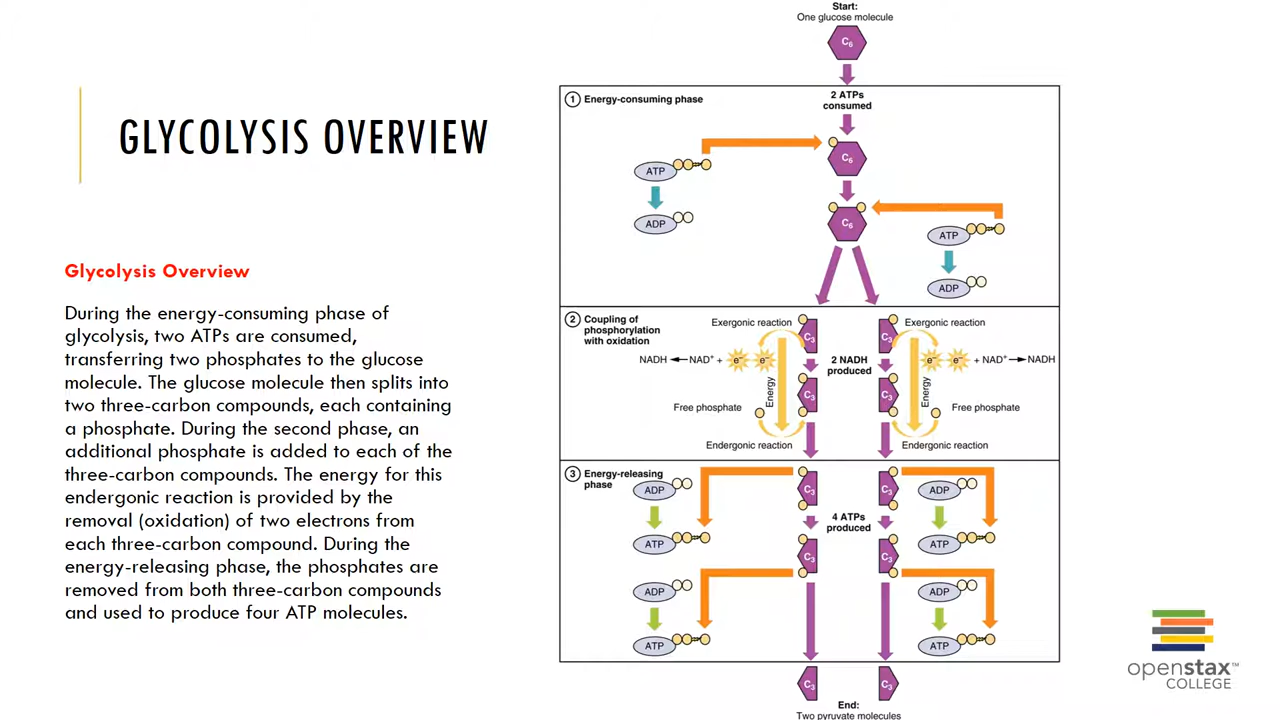 GLYCOLYSIS OVERVIEW
Glycolysis Overview
During the energy-consuming phase of
glycolysis, two ATPs are consumed,
transferring two phosphates to the glucose
molecule. The glucose molecule then splits into
two three-carbon compounds, each containing
a phosphate. During the second phase, an
additional phosphate is added to each of the
three-carbon compounds. The energy for this
endergonic reaction is provided by the
removal (oxidation) of two electrons from
each three-carbon compound. During the
energy-releasing phase, the phosphates are
removed from both three-carbon compounds
and used to produce four ATP molecules.
Start:
One glucose molecule
C6
1 Energy-consuming phase
2 ATPs
consumed
C6
ATP
ADP
C6
ATP
ADP
2 Coupling of
phosphorylation
with oxidation
Exergonic reaction
C3
C3
Exergonic reaction
NADH NAD+ + e− e−
2 NADH
produced
e− e− + NAD+ NADH
Energy
C3
C3
Energy
Free phosphate
Free phosphate
Endergonic reaction
Endergonic reaction
3 Energy-releasing
phase
ADP
C3
C3
ADP
4 ATPs
produced
ATP
ATP
C3
C3
ADP
ADP
ATP
ATP
C3
C3
End:
Two pyruvate molecules
openstax™
COLLEGE